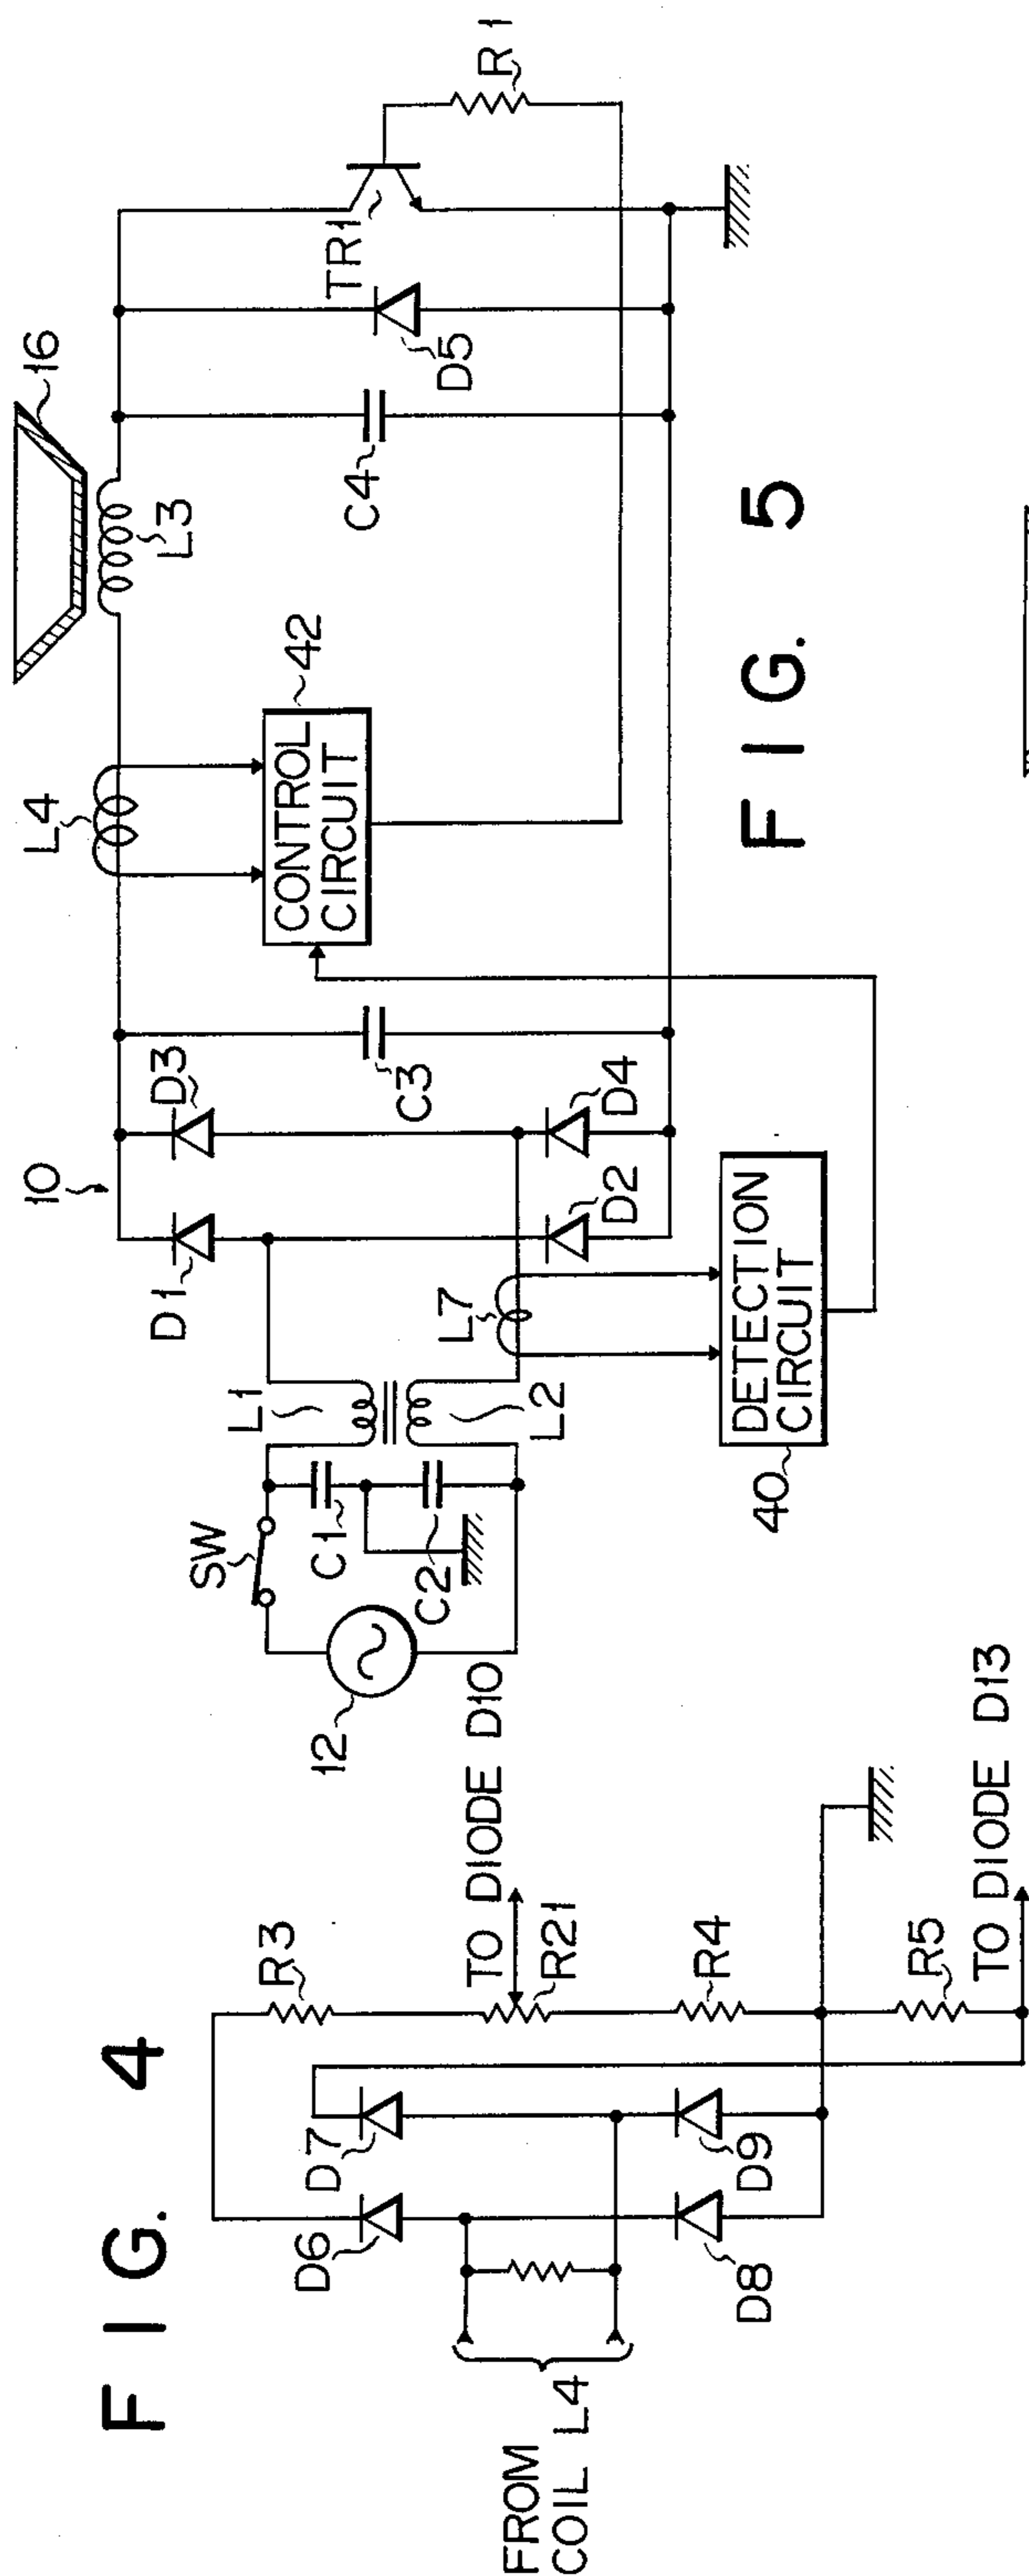 FIG. 4
FROM
COIL L4
D6
D7
D8
D9
R3
TO DIODE D10
R21
R4
R5
TO DIODE D13
FIG. 5
12
SW
C1
C2
L1
L2
L7
10
D1
D3
D2
D4
C3
DETECTION
CIRCUIT
40
L4
CONTROL
CIRCUIT
42
L3
16
C4
D5
TR1
R1